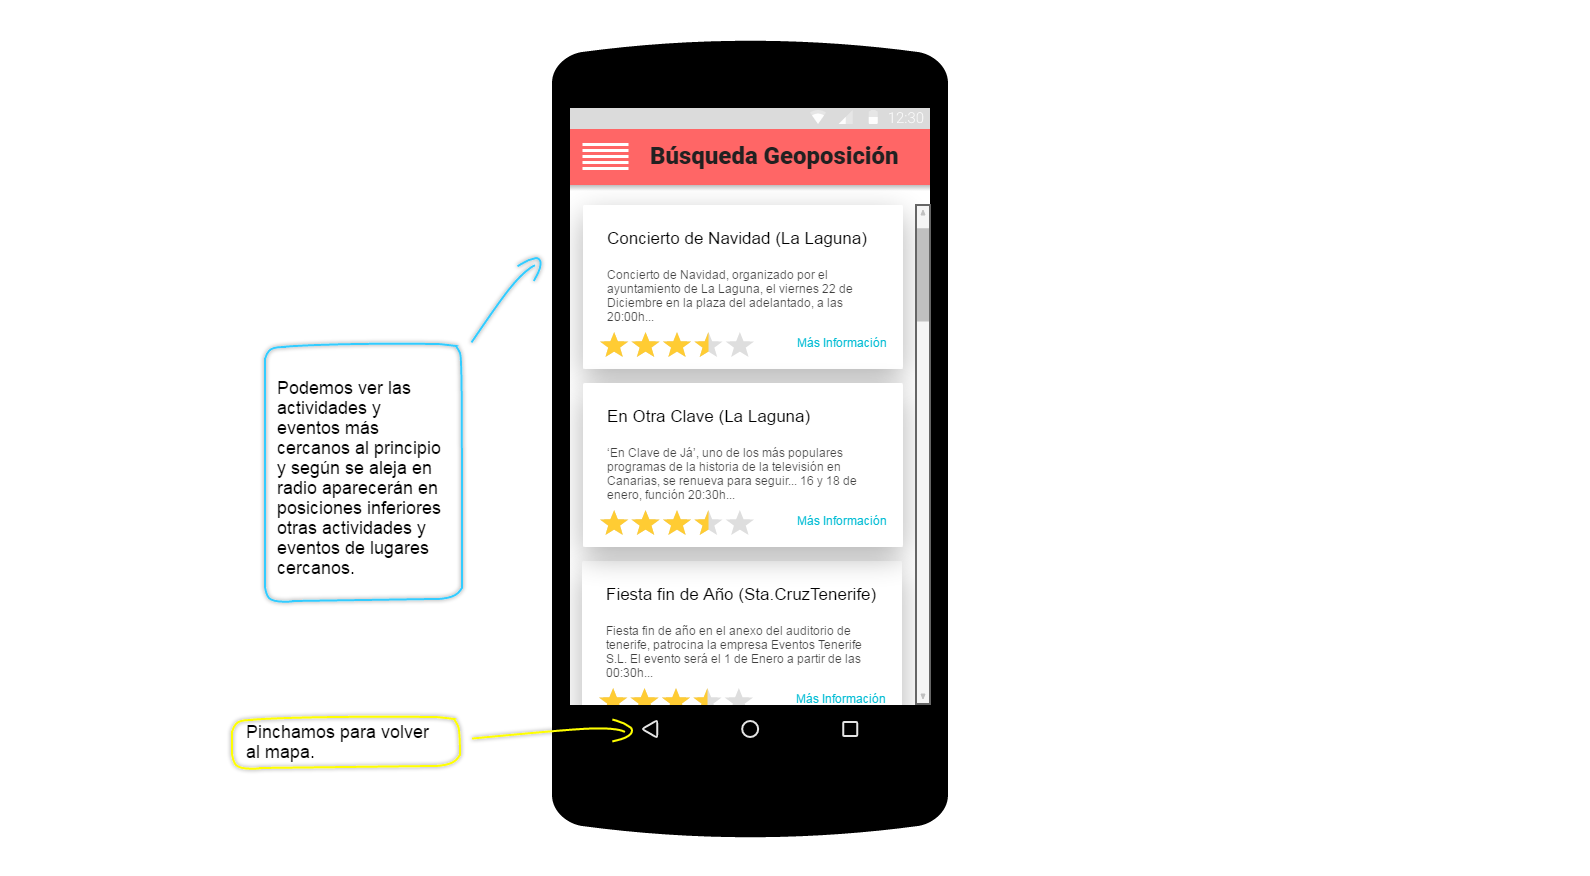 12:30
Búsqueda Geoposición
Concierto de Navidad (La Laguna)
Concierto de Navidad, organizado por el
ayuntamiento de La Laguna, el viernes 22 de
Diciembre en la plaza del adelantado, a las
20:00h...
Más Información
En Otra Clave (La Laguna)
‘En Clave de Já’, uno de los más populares
programas de la historia de la televisión en
Canarias, se renueva para seguir... 16 y 18 de
enero, función 20:30h...
Más Información
Fiesta fin de Año (Sta.CruzTenerife)
Fiesta fin de año en el anexo del auditorio de
tenerife, patrocina la empresa Eventos Tenerife
S.L. El evento será el 1 de Enero a partir de las
00:30h...
Más Información
Podemos ver las
actividades y
eventos más
cercanos al principio
y según se aleja en
radio aparecerán en
posiciones inferiores
otras actividades y
eventos de lugares
cercanos.
Pinchamos para volver
al mapa.